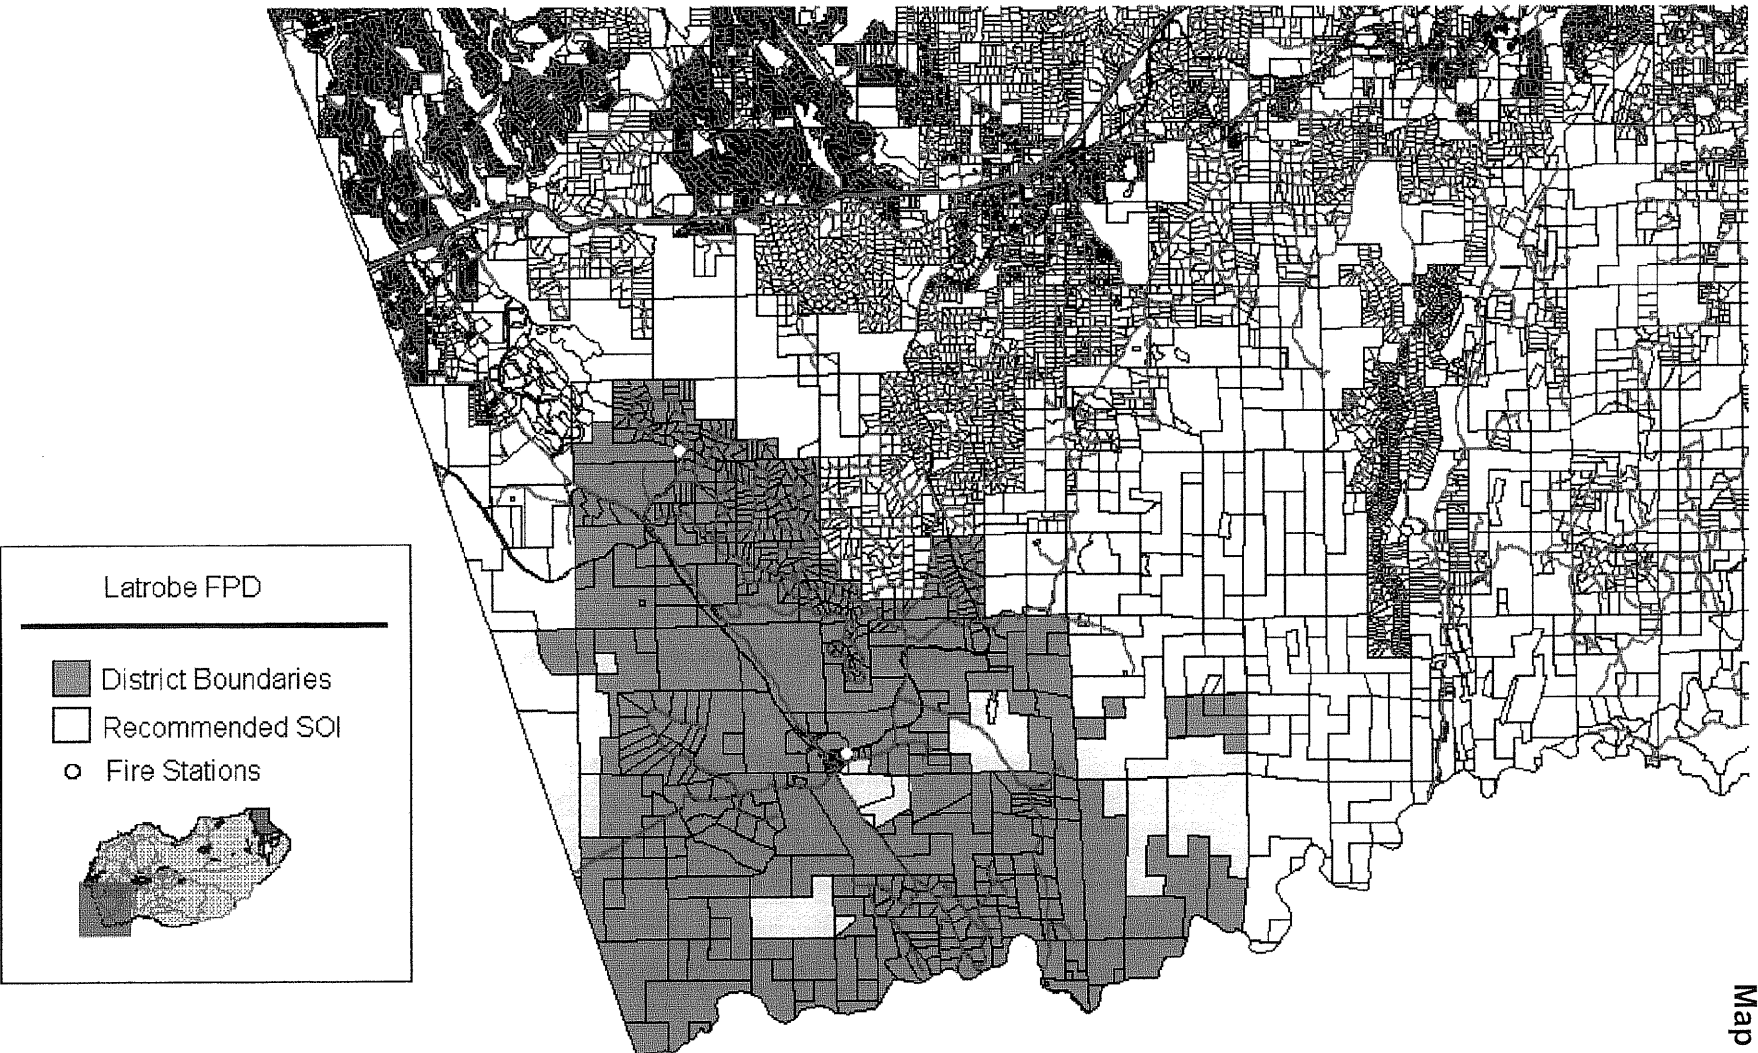 Latrobe FPD
District Boundaries
Recommended SOI
Fire Stations
Map